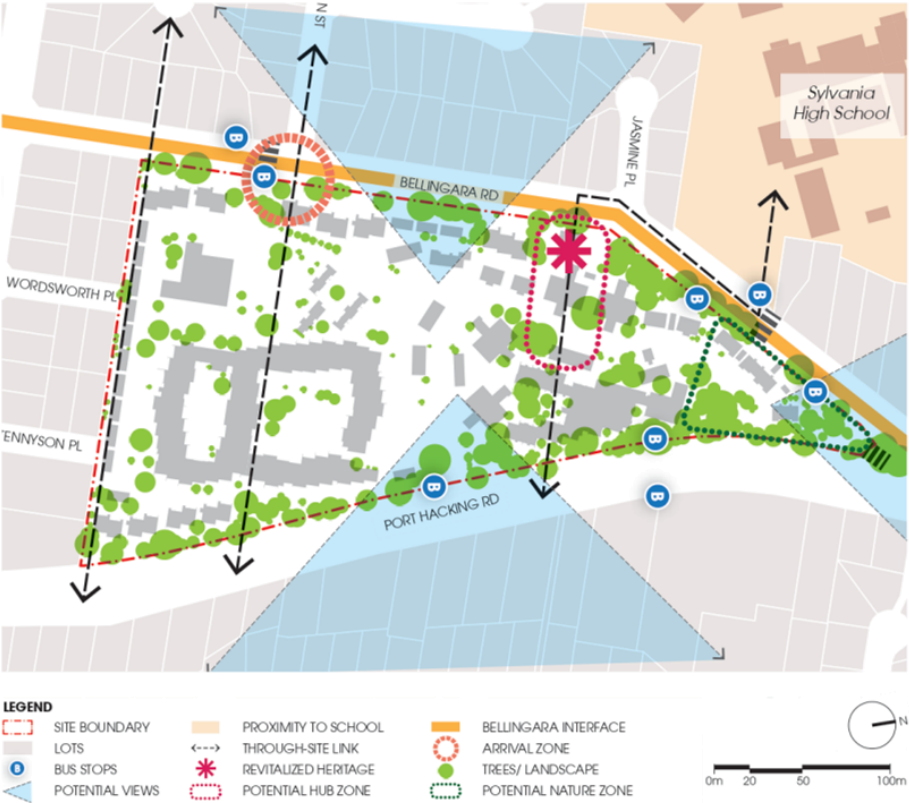 N ST
Sylvania
High School
JASMINE PL
B
B
BELLINGARA RD
WORDSWORTH PL
B
B
B
TENNYSON PL
B
B
B
PORT HACKING RD
LEGEND
SITE BOUNDARY
PROXIMITY TO SCHOOL
BELLINGARA INTERFACE
LOTS
THROUGH-SITE LINK
ARRIVAL ZONE
B
BUS STOPS
REVITALIZED HERITAGE
TREES/ LANDSCAPE
POTENTIAL VIEWS
POTENTIAL HUB ZONE
POTENTIAL NATURE ZONE
N
0m 20 50 100m